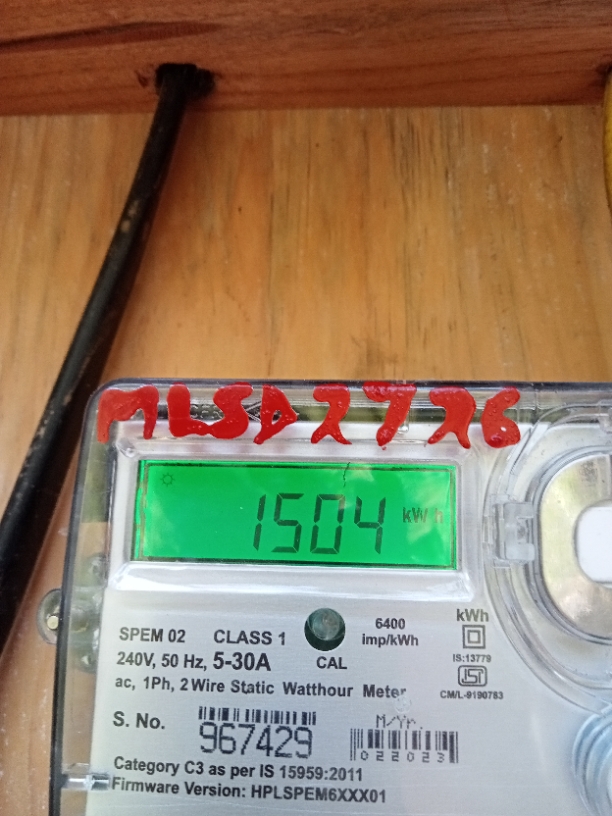 MLSD2726
1504 kWh
SPEM 02 CLASS 1
6400 imp/kWh
kWh
240V, 50 Hz, 5-30A
CAL
IS:13779
ac, 1Ph, 2 Wire Static Watthour Meter
ISI
CM/L-9190783
S. No. 967429
M/Yr.
022023
Category C3 as per IS 15959:2011
Firmware Version: HPLSPEM6XXX01